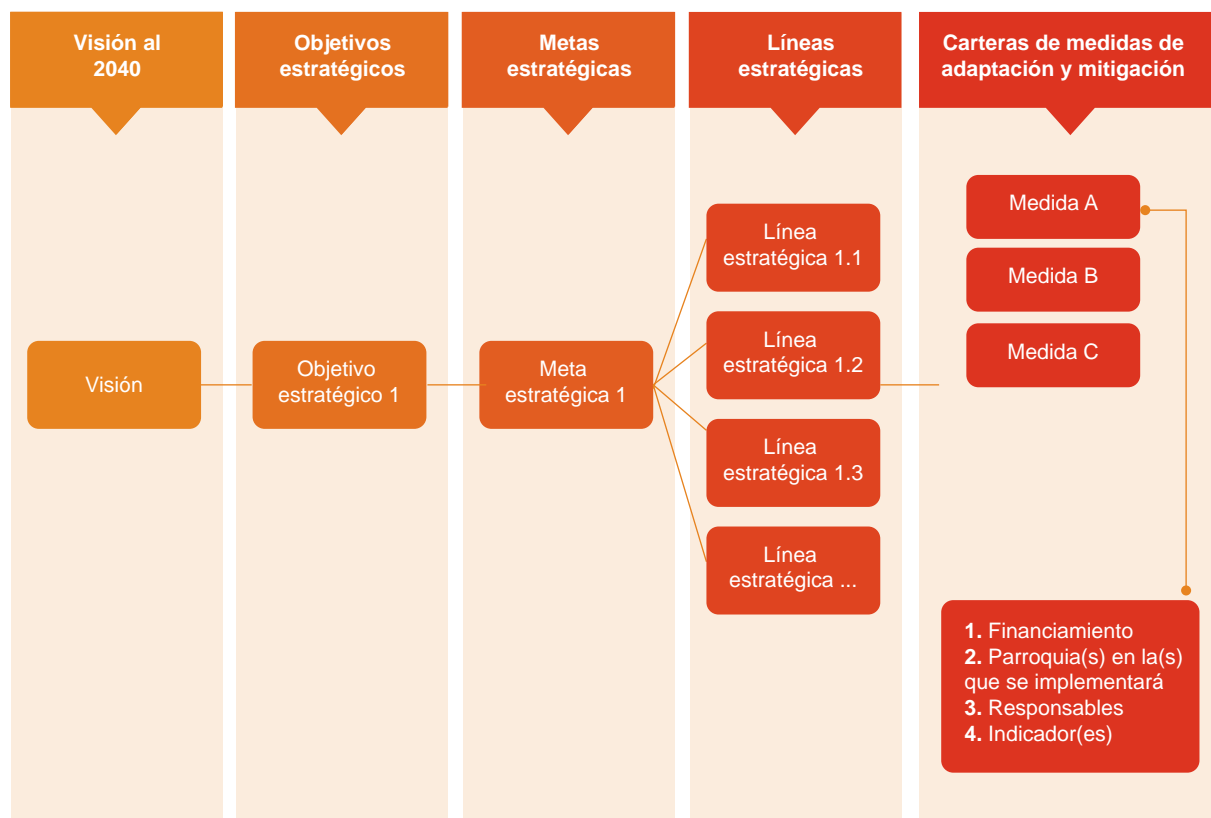 Visión al
2040
Objetivos
estratégicos
Metas
estratégicas
Líneas
estratégicas
Carteras de medidas de
adaptación y mitigación
Visión
Objetivo
estratégico 1
Meta
estratégica 1
Línea
estratégica 1.1
Línea
estratégica 1.2
Línea
estratégica 1.3
Línea
estratégica ...
Medida A
Medida B
Medida C
1. Financiamiento
2. Parroquia(s) en la(s)
que se implementará
3. Responsables
4. Indicador(es)